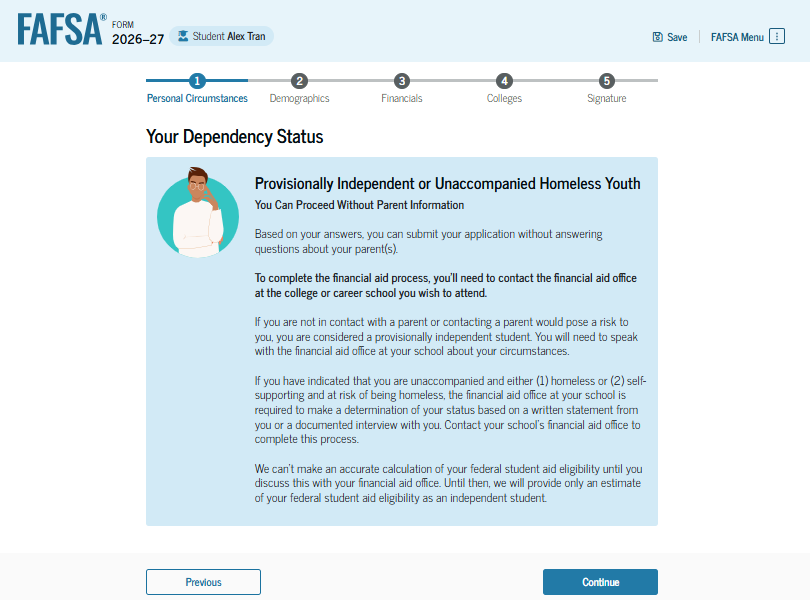 FAFSA® FORM
2026–27
Student Alex Tran
Save
FAFSA Menu
1
2
3
4
5
Personal Circumstances
Demographics
Financials
Colleges
Signature
Your Dependency Status
Provisionally Independent or Unaccompanied Homeless Youth
You Can Proceed Without Parent Information
Based on your answers, you can submit your application without answering
questions about your parent(s).
To complete the financial aid process, you'll need to contact the financial aid office
at the college or career school you wish to attend.
If you are not in contact with a parent or contacting a parent would pose a risk to
you, you are considered a provisionally independent student. You will need to speak
with the financial aid office at your school about your circumstances.
If you have indicated that you are unaccompanied and either (1) homeless or (2) self-
supporting and at risk of being homeless, the financial aid office at your school is
required to make a determination of your status based on a written statement from
you or a documented interview with you. Contact your school's financial aid office to
complete this process.
We can't make an accurate calculation of your federal student aid eligibility until you
discuss this with your financial aid office. Until then, we will provide only an estimate
of your federal student aid eligibility as an independent student.
Previous
Continue